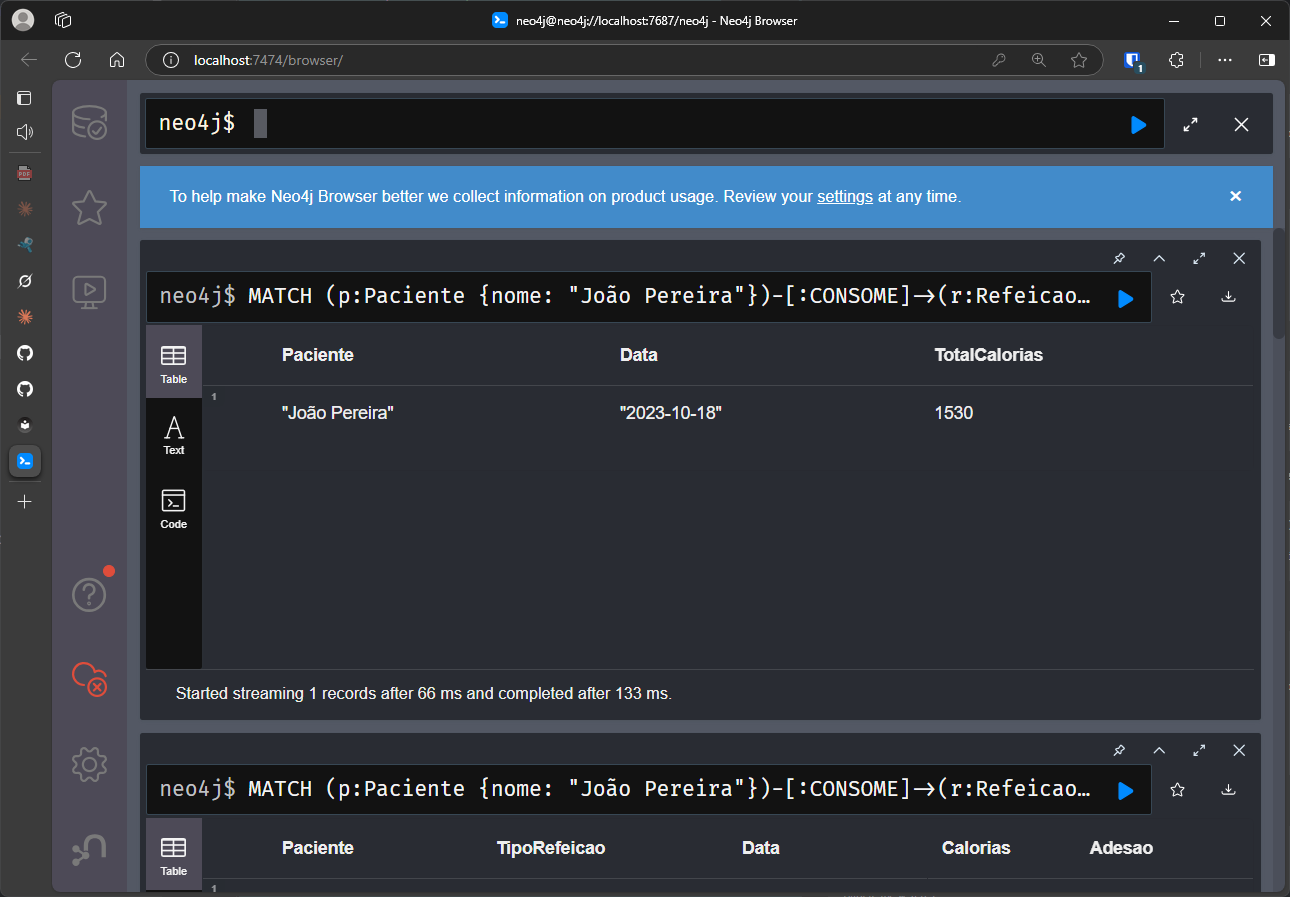 neo4j@neo4j://localhost:7687/neo4j - Neo4j Browser
localhost:7474/browser/
1
PDF
neo4j$
To help make Neo4j Browser better we collect information on product usage. Review your settings at any time.
neo4j$ MATCH (p:Paciente {nome: "João Pereira"})-[:CONSOME]->(r:Refeicao…
Table
Text
Code
Paciente Data TotalCalorias
1
"João Pereira" "2023-10-18" 1530
Started streaming 1 records after 66 ms and completed after 133 ms.
neo4j$ MATCH (p:Paciente {nome: "João Pereira"})-[:CONSOME]->(r:Refeicao…
Table
Paciente TipoRefeicao Data Calorias Adesao
1